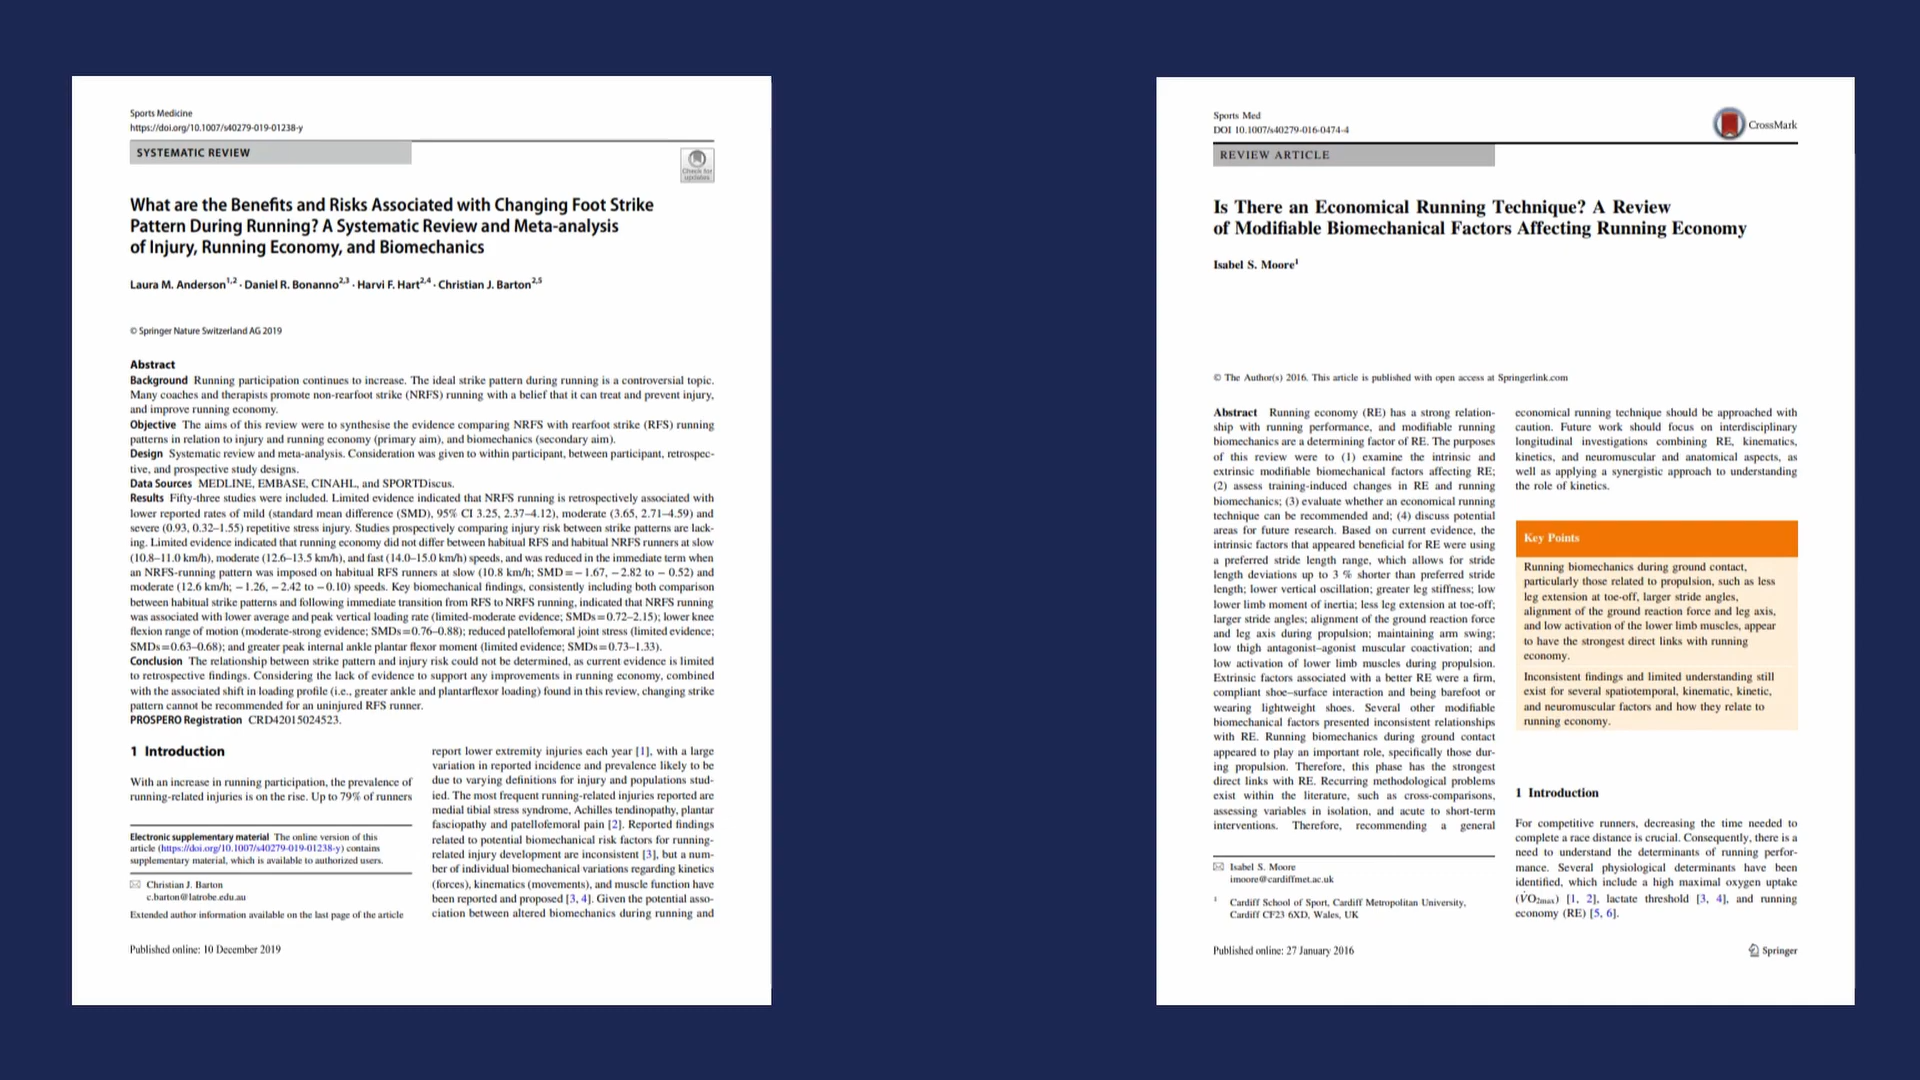 Sports Medicine
https://doi.org/10.1007/s40279-019-01238-y
SYSTEMATIC REVIEW
Check for
updates
What are the Benefits and Risks Associated with Changing Foot Strike
Pattern During Running? A Systematic Review and Meta-analysis
of Injury, Running Economy, and Biomechanics
Laura M. Anderson1,2 · Daniel R. Bonanno2,3 · Harvi F. Hart2,4 · Christian J. Barton2,5
© Springer Nature Switzerland AG 2019
Abstract
Background Running participation continues to increase. The ideal strike pattern during running is a controversial topic.
Many coaches and therapists promote non-rearfoot strike (NRFS) running with a belief that it can treat and prevent injury,
and improve running economy.
Objective The aims of this review were to synthesise the evidence comparing NRFS with rearfoot strike (RFS) running
patterns in relation to injury and running economy (primary aim), and biomechanics (secondary aim).
Design Systematic review and meta-analysis. Consideration was given to within participant, between participant, retrospec-
tive, and prospective study designs.
Data Sources MEDLINE, EMBASE, CINAHL, and SPORTDiscus.
Results Fifty-three studies were included. Limited evidence indicated that NRFS running is retrospectively associated with
lower reported rates of mild (standard mean difference (SMD), 95% CI 3.25, 2.37–4.12), moderate (3.65, 2.71–4.59) and
severe (0.93, 0.32–1.55) repetitive stress injury. Studies prospectively comparing injury risk between strike patterns are lack-
ing. Limited evidence indicated that running economy did not differ between habitual RFS and habitual NRFS runners at slow
(10.8–11.0 km/h), moderate (12.6–13.5 km/h), and fast (14.0–15.0 km/h) speeds, and was reduced in the immediate term when
an NRFS-running pattern was imposed on habitual RFS runners at slow (10.8 km/h; SMD = − 1.67, − 2.82 to − 0.52) and
moderate (12.6 km/h; − 1.26, − 2.42 to − 0.10) speeds. Key biomechanical findings, consistently including both comparison
between habitual strike patterns and following immediate transition from RFS to NRFS running, indicated that NRFS running
was associated with lower average and peak vertical loading rate (limited-moderate evidence; SMDs = 0.72–2.15); lower knee
flexion range of motion (moderate-strong evidence; SMDs = 0.76–0.88); reduced patellofemoral joint stress (limited evidence;
SMDs = 0.63–0.68); and greater peak internal ankle plantar flexor moment (limited evidence; SMDs = 0.73–1.33).
Conclusion The relationship between strike pattern and injury risk could not be determined, as current evidence is limited
to retrospective findings. Considering the lack of evidence to support any improvements in running economy, combined
with the associated shift in loading profile (i.e., greater ankle and plantarflexor loading) found in this review, changing strike
pattern cannot be recommended for an uninjured RFS runner.
PROSPERO Registration CRD42015024523.
1 Introduction
With an increase in running participation, the prevalence of
running-related injuries is on the rise. Up to 79% of runners
Electronic supplementary material The online version of this
article (https://doi.org/10.1007/s40279-019-01238-y) contains
supplementary material, which is available to authorized users.
Christian J. Barton
c.barton@latrobe.edu.au
Extended author information available on the last page of the article
report lower extremity injuries each year [1], with a large
variation in reported incidence and prevalence likely to be
due to varying definitions for injury and populations stud-
ied. The most frequent running-related injuries reported are
medial tibial stress syndrome, Achilles tendinopathy, plantar
fasciopathy and patellofemoral pain [2]. Reported findings
related to potential biomechanical risk factors for running-
related injury development are inconsistent [3], but a num-
ber of individual biomechanical variations regarding kinetics
(forces), kinematics (movements), and muscle function have
been reported and proposed [3, 4]. Given the potential asso-
ciation between altered biomechanics during running and
Published online: 10 December 2019
Sports Med
DOI 10.1007/s40279-016-0474-4
CrossMark
REVIEW ARTICLE
Is There an Economical Running Technique? A Review
of Modifiable Biomechanical Factors Affecting Running Economy
Isabel S. Moore1
© The Author(s) 2016. This article is published with open access at Springerlink.com
Abstract Running economy (RE) has a strong relation-
ship with running performance, and modifiable running
biomechanics are a determining factor of RE. The purposes
of this review were to (1) examine the intrinsic and
extrinsic modifiable biomechanical factors affecting RE;
(2) assess training-induced changes in RE and running
biomechanics; (3) evaluate whether an economical running
technique can be recommended and; (4) discuss potential
areas for future research. Based on current evidence, the
intrinsic factors that appeared beneficial for RE were using
a preferred stride length range, which allows for stride
length deviations up to 3 % shorter than preferred stride
length; lower vertical oscillation; greater leg stiffness; low
lower limb moment of inertia; less leg extension at toe-off;
larger stride angles; alignment of the ground reaction force
and leg axis during propulsion; maintaining arm swing;
low thigh antagonist–agonist muscular coactivation; and
low activation of lower limb muscles during propulsion.
Extrinsic factors associated with a better RE were a firm,
compliant shoe–surface interaction and being barefoot or
wearing lightweight shoes. Several other modifiable
biomechanical factors presented inconsistent relationships
with RE. Running biomechanics during ground contact
appeared to play an important role, specifically those dur-
ing propulsion. Therefore, this phase has the strongest
direct links with RE. Recurring methodological problems
exist within the literature, such as cross-comparisons,
assessing variables in isolation, and acute to short-term
interventions. Therefore, recommending a general
Isabel S. Moore
imoore@cardiffmet.ac.uk
1 Cardiff School of Sport, Cardiff Metropolitan University,
Cardiff CF23 6XD, Wales, UK
economical running technique should be approached with
caution. Future work should focus on interdisciplinary
longitudinal investigations combining RE, kinematics,
kinetics, and neuromuscular and anatomical aspects, as
well as applying a synergistic approach to understanding
the role of kinetics.
Key Points
Running biomechanics during ground contact,
particularly those related to propulsion, such as less
leg extension at toe-off, larger stride angles,
alignment of the ground reaction force and leg axis,
and low activation of the lower limb muscles, appear
to have the strongest direct links with running
economy.
Inconsistent findings and limited understanding still
exist for several spatiotemporal, kinematic, kinetic,
and neuromuscular factors and how they relate to
running economy.
1 Introduction
For competitive runners, decreasing the time needed to
complete a race distance is crucial. Consequently, there is a
need to understand the determinants of running perfor-
mance. Several physiological determinants have been
identified, which include a high maximal oxygen uptake
(V̇O2max) [1, 2], lactate threshold [3, 4], and running
economy (RE) [5, 6].
Published online: 27 January 2016
Springer